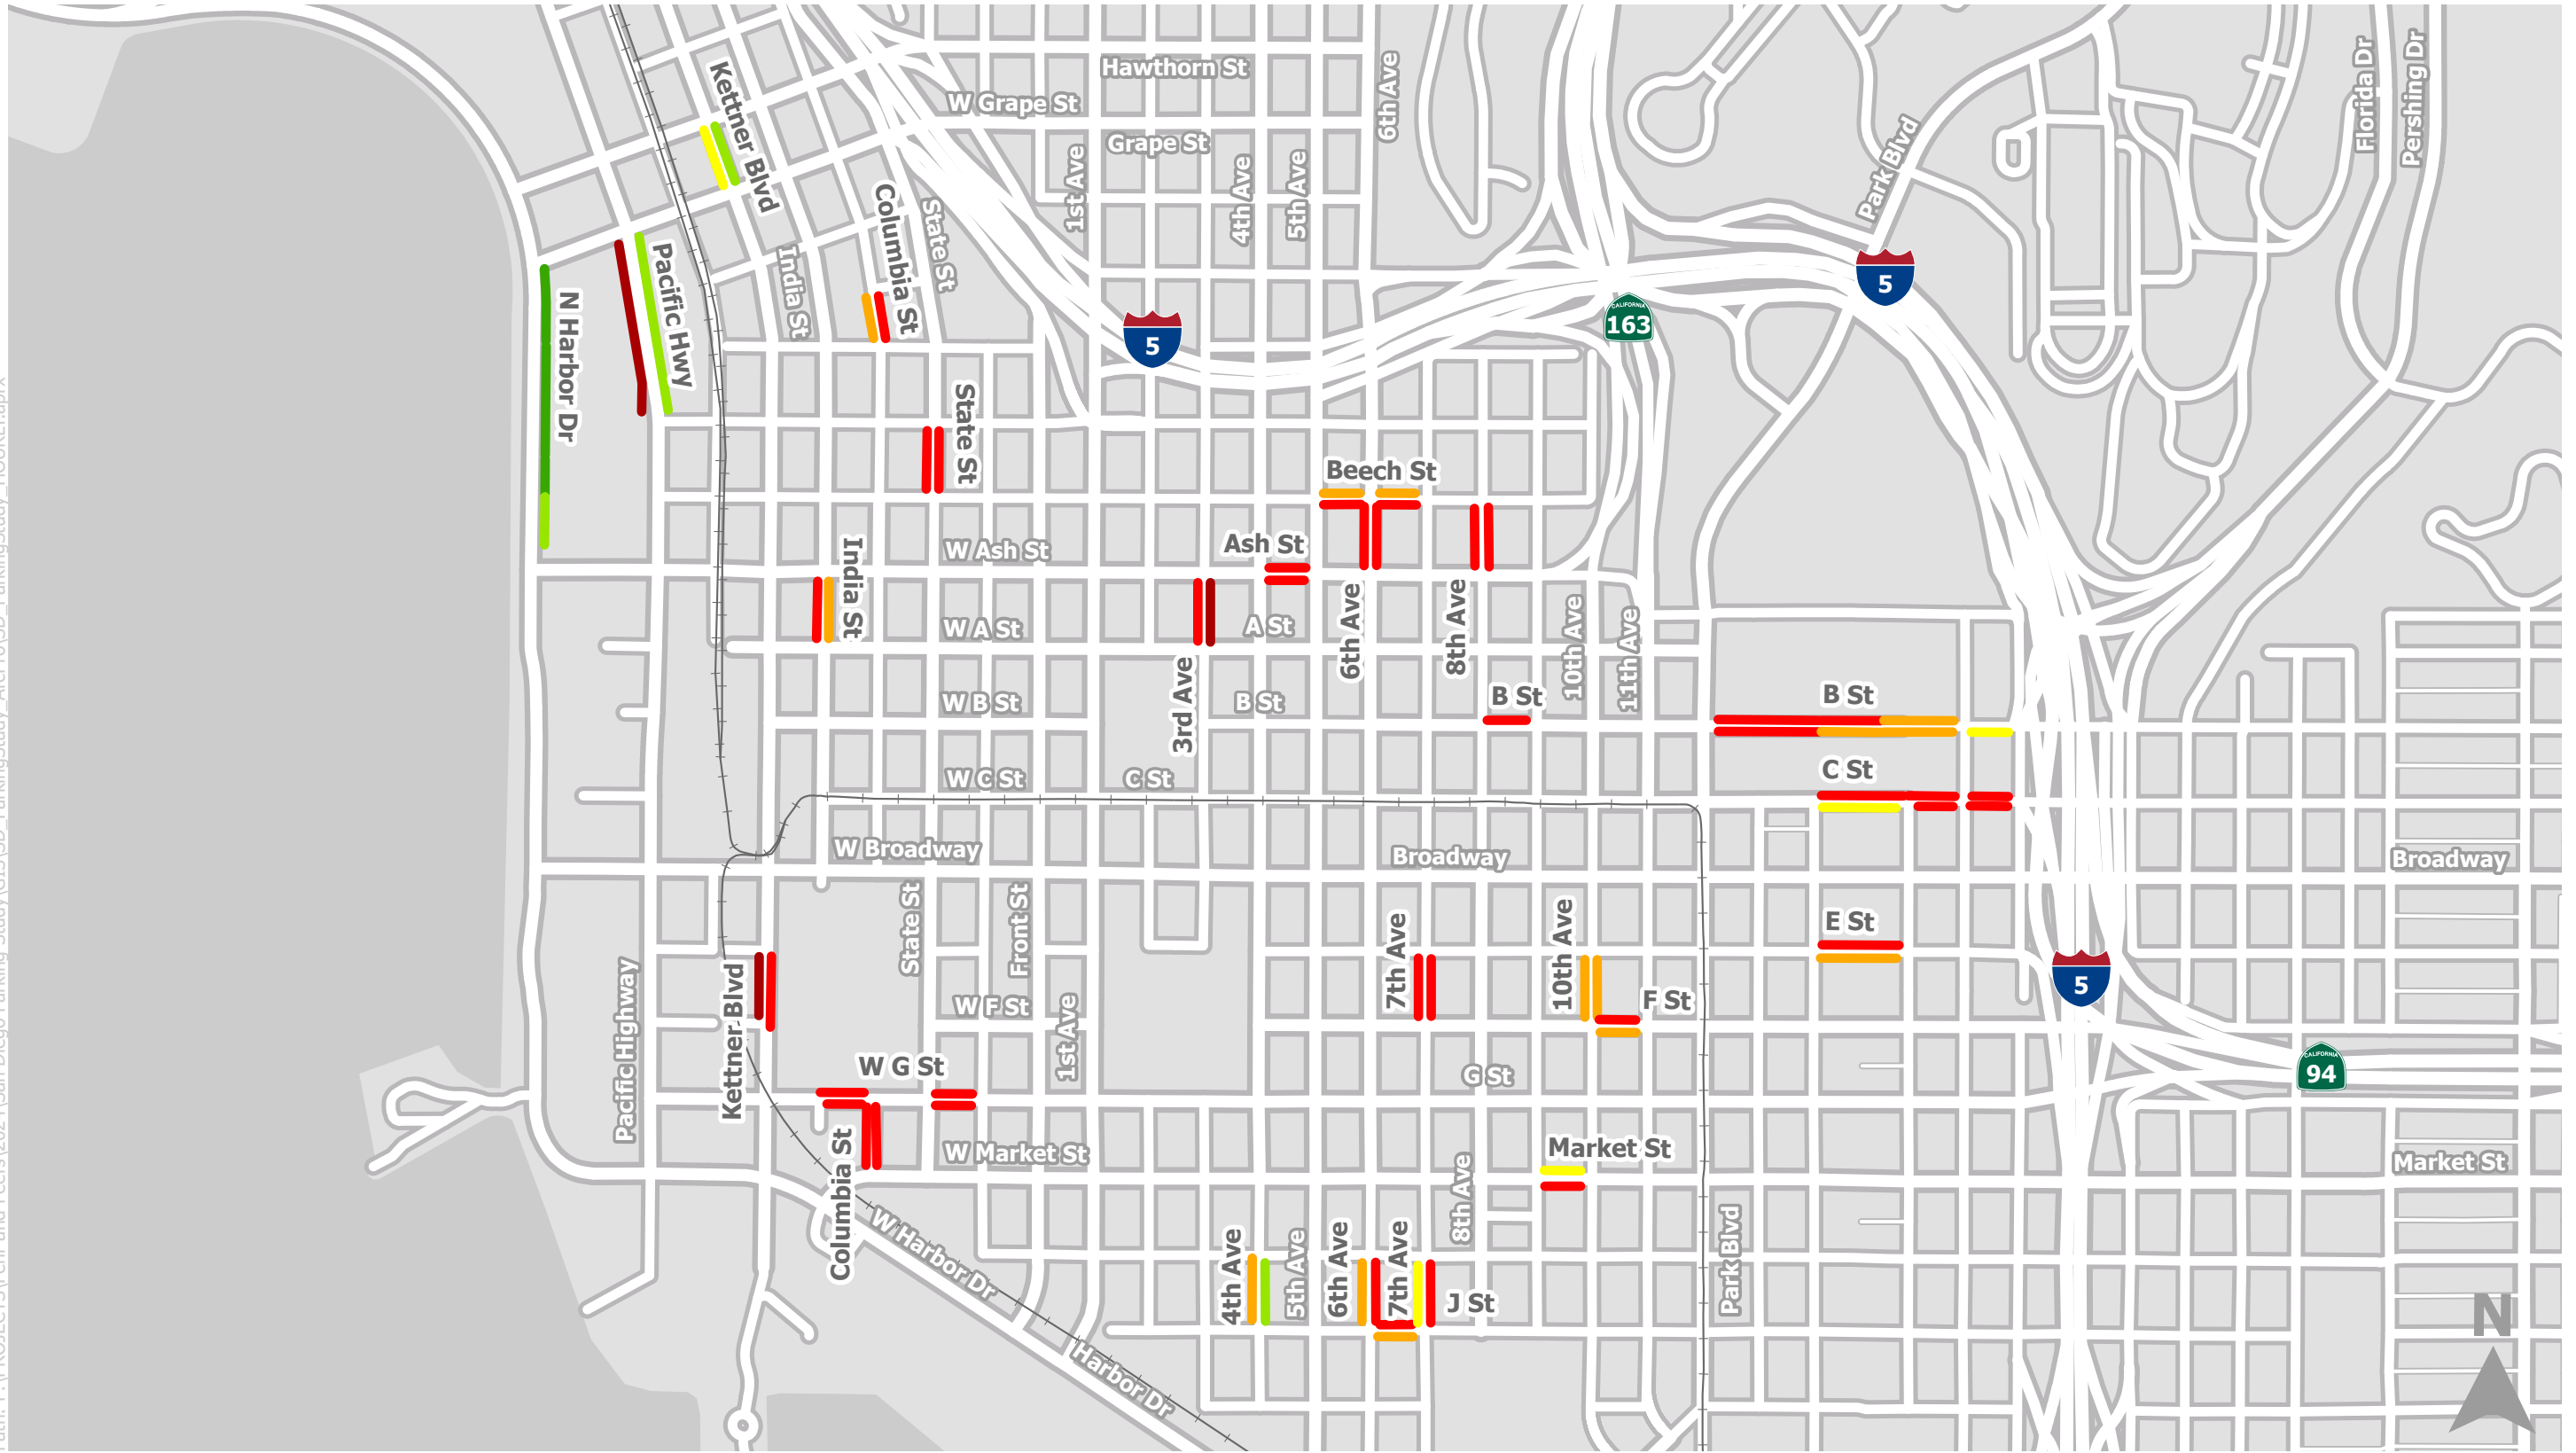 Hawthorn St
W Grape St
Grape St
Kettner Blvd
6th Ave
Florida Dr
Pershing Dr
Park Blvd
1st Ave
4th Ave
5th Ave
Columbia St
State St
India St
Pacific Hwy
N Harbor Dr
5
5
CALIFORNIA
163
State St
Beech St
W Ash St
Ash St
India St
W A St
A St
6th Ave
8th Ave
10th Ave
11th Ave
3rd Ave
W B St
B St
B St
B St
W C St
C St
C St
W Broadway
Broadway
Broadway
State St
Front St
7th Ave
10th Ave
E St
5
Pacific Highway
Kettner Blvd
W F St
F St
1st Ave
W G St
G St
CALIFORNIA
94
Columbia St
W Market St
Market St
Market St
8th Ave
W Harbor Dr
4th Ave
5th Ave
6th Ave
7th Ave
J St
Park Blvd
Harbor Dr
N